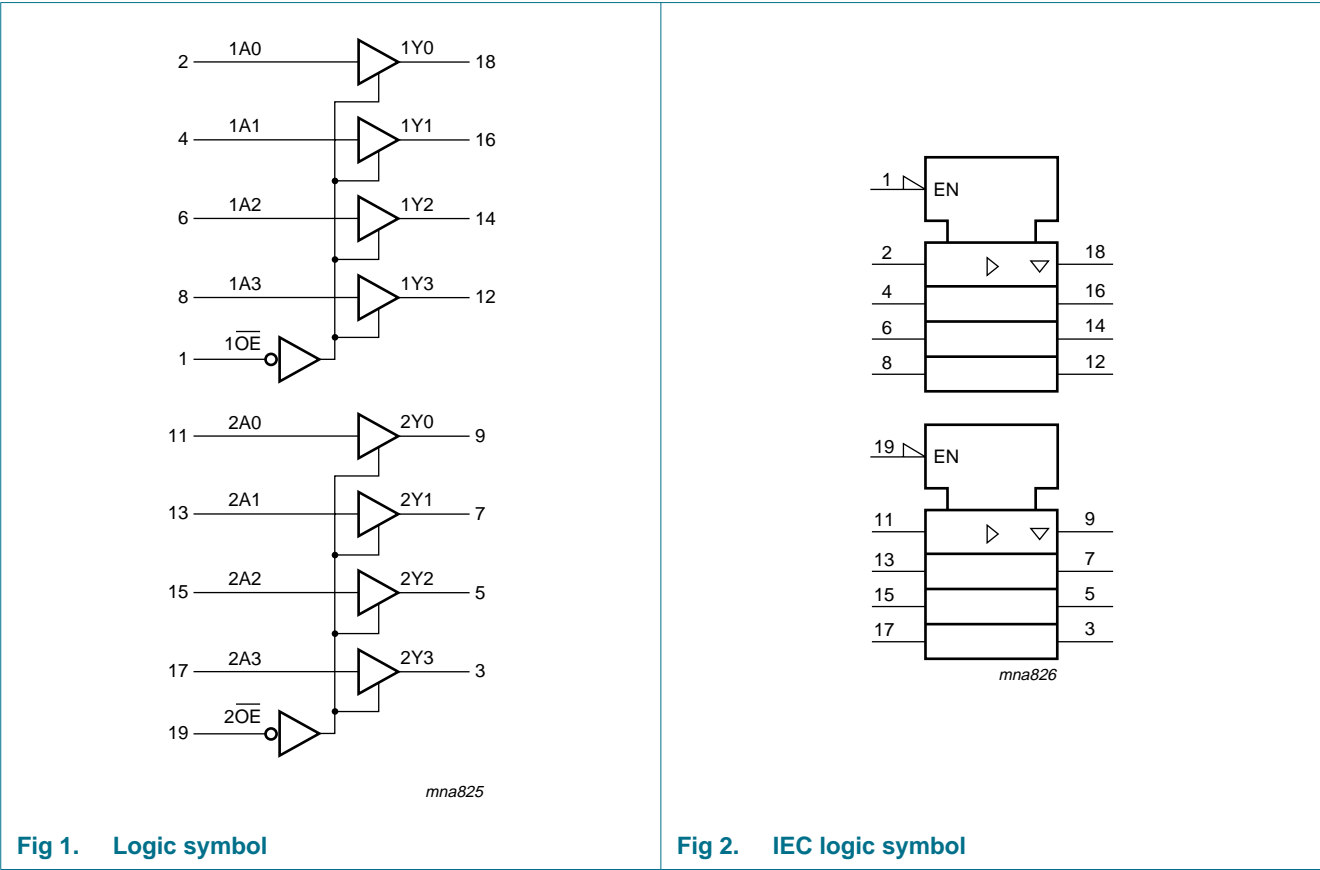 2 1A0 1Y0 18
4 1A1 1Y1 16
6 1A2 1Y2 14
8 1A3 1Y3 12
1 1O̅E̅
11 2A0 2Y0 9
13 2A1 2Y1 7
15 2A2 2Y2 5
17 2A3 2Y3 3
19 2O̅E̅
mna825
Fig 1. Logic symbol
1 EN
2 18
4 16
6 14
8 12
19 EN
11 9
13 7
15 5
17 3
mna826
Fig 2. IEC logic symbol